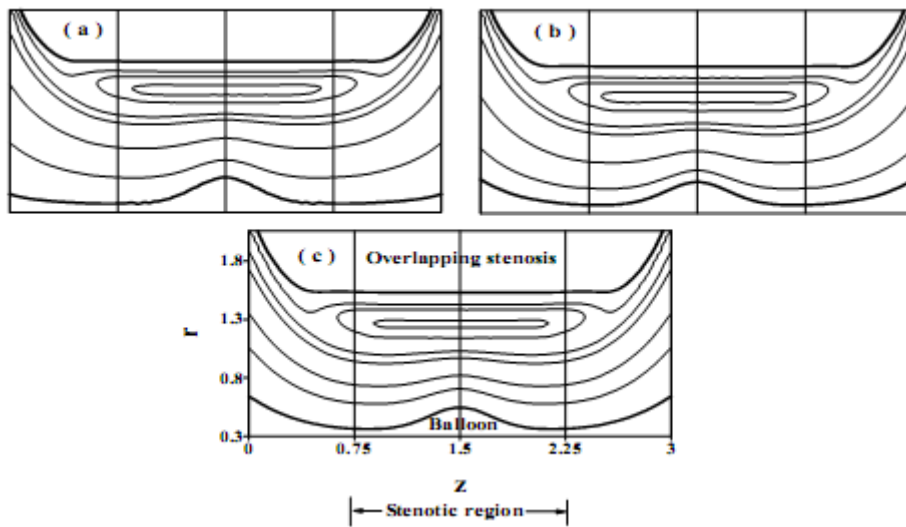 ( a )
( b )
( c ) Overlapping stenosis
1.8
1.3
0.8
0.3
r
Balloon
0 0.75 1.5 2.25 3
z
Stenotic region